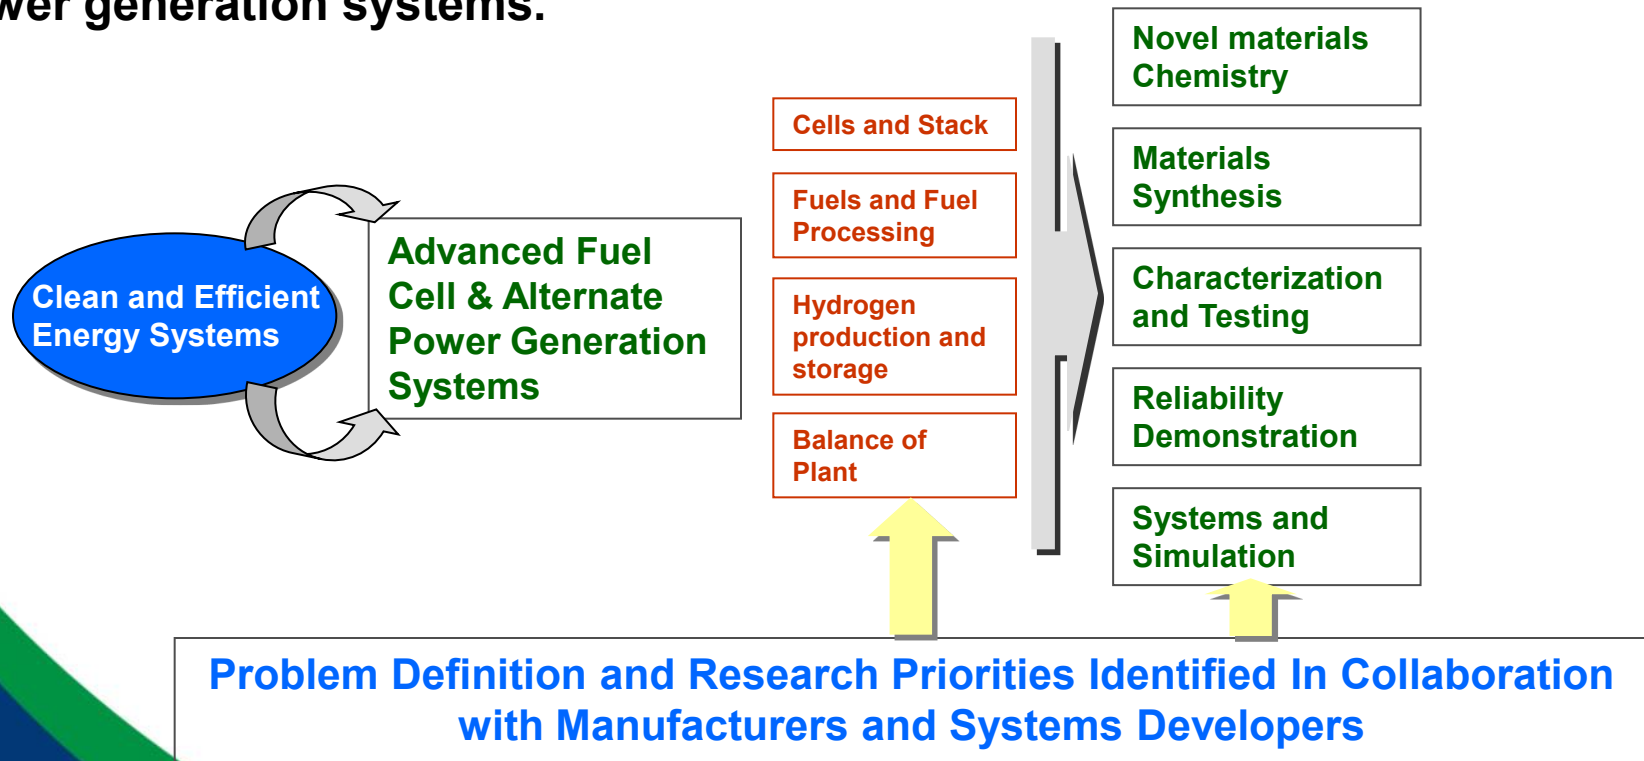 wer generation systems.
Clean and Efficient
Energy Systems
Advanced Fuel
Cell & Alternate
Power Generation
Systems
Cells and Stack
Fuels and Fuel
Processing
Hydrogen
production and
storage
Balance of
Plant
Novel materials
Chemistry
Materials
Synthesis
Characterization
and Testing
Reliability
Demonstration
Systems and
Simulation
Problem Definition and Research Priorities Identified In Collaboration
with Manufacturers and Systems Developers